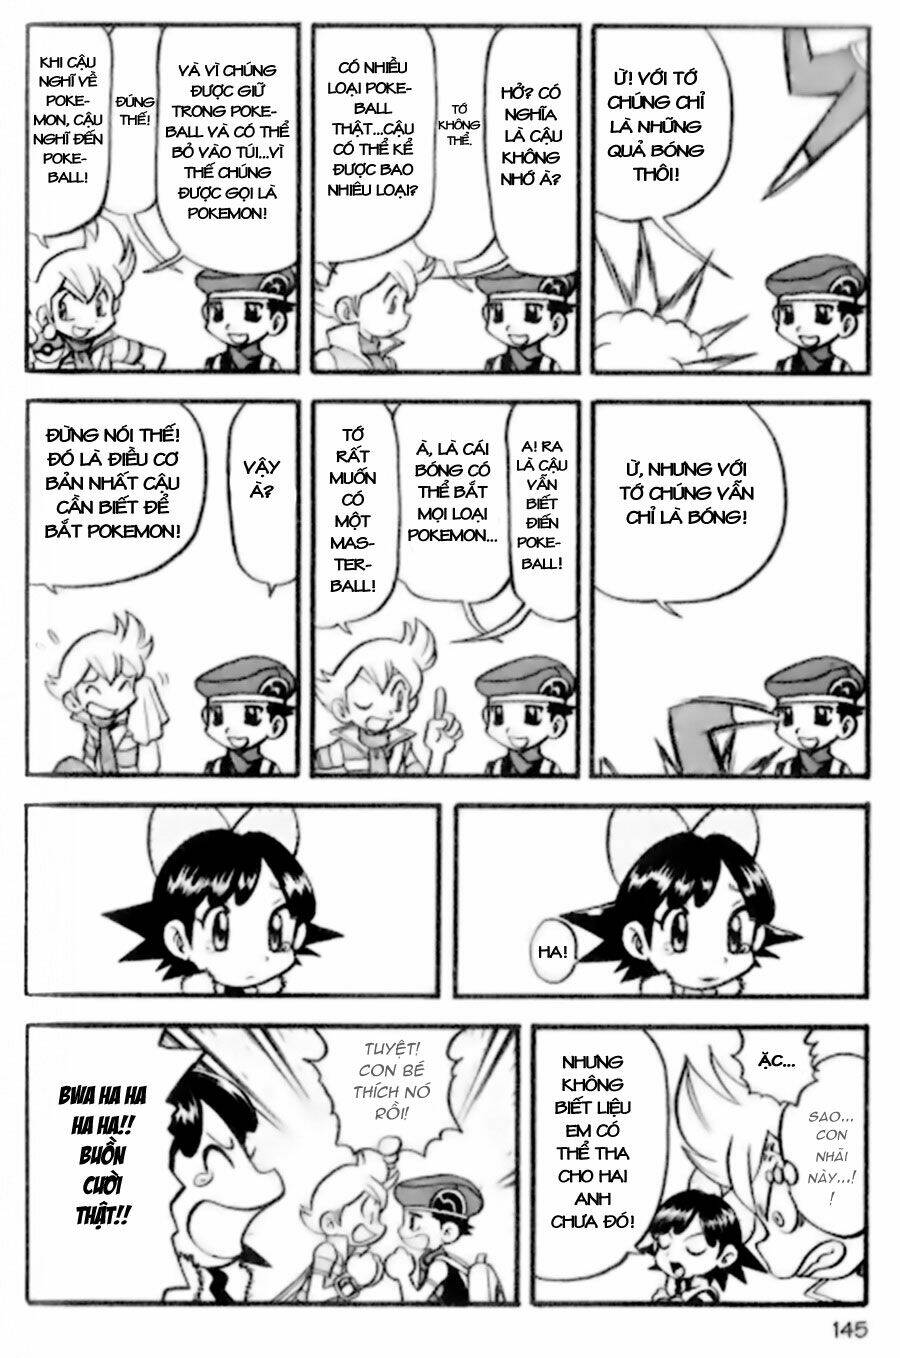 Ừ! VỚI TỚ
CHÚNG CHỈ
LÀ NHỮNG
QUẢ BÓNG
THÔI!
HỞ? CÓ
NGHĨA
LÀ CẬU
KHÔNG
NHỚ À?
TỚ
KHÔNG
THỂ.
CÓ NHIỀU
LOẠI POKE-
BALL
THẬT...CẬU
CÓ THỂ KỂ
ĐƯỢC BAO
NHIÊU LOẠI?
VÀ VÌ CHÚNG
ĐƯỢC GIỮ
TRONG POKE-
BALL VÀ CÓ THỂ
BỎ VÀO TÚI...VÌ
THẾ CHÚNG
ĐƯỢC GỌI LÀ
POKEMON!
ĐÚNG
THẾ!
KHI CẬU
NGHĨ VỀ
POKE-
MON, CẬU
NGHĨ ĐẾN
POKE-
BALL!
Ừ, NHƯNG VỚI
TỚ CHÚNG VẪN
CHỈ LÀ BÓNG!
A! RA
LÀ CẬU
VẪN
BIẾT
ĐIẾN
POKE-
BALL!
À, LÀ CÁI
BÓNG CÓ
THỂ BẮT
MỌI LOẠI
POKEMON...
TỚ
RẤT
MUỐN
CÓ
MỘT
MAS-
TER-
BALL!
VẬY
À?
ĐỪNG NÓI THẾ!
ĐÓ LÀ ĐIỀU CƠ
BẢN NHẤT CẬU
CẦN BIẾT ĐỂ
BẮT POKEMON!
HA!
SAO...
CON
NHÃI
NÀY...!
!
ẶC...
NHƯNG
KHÔNG
BIẾT LIỆU
EM CÓ
THỂ THA
CHO HAI
ANH
CHƯA ĐÓ!
TUYỆT!
CON BÉ
THÍCH NÓ
RỒI!
BWA HA HA
HA HA!!
BUỒN
CƯỜI
THẬT!!
145